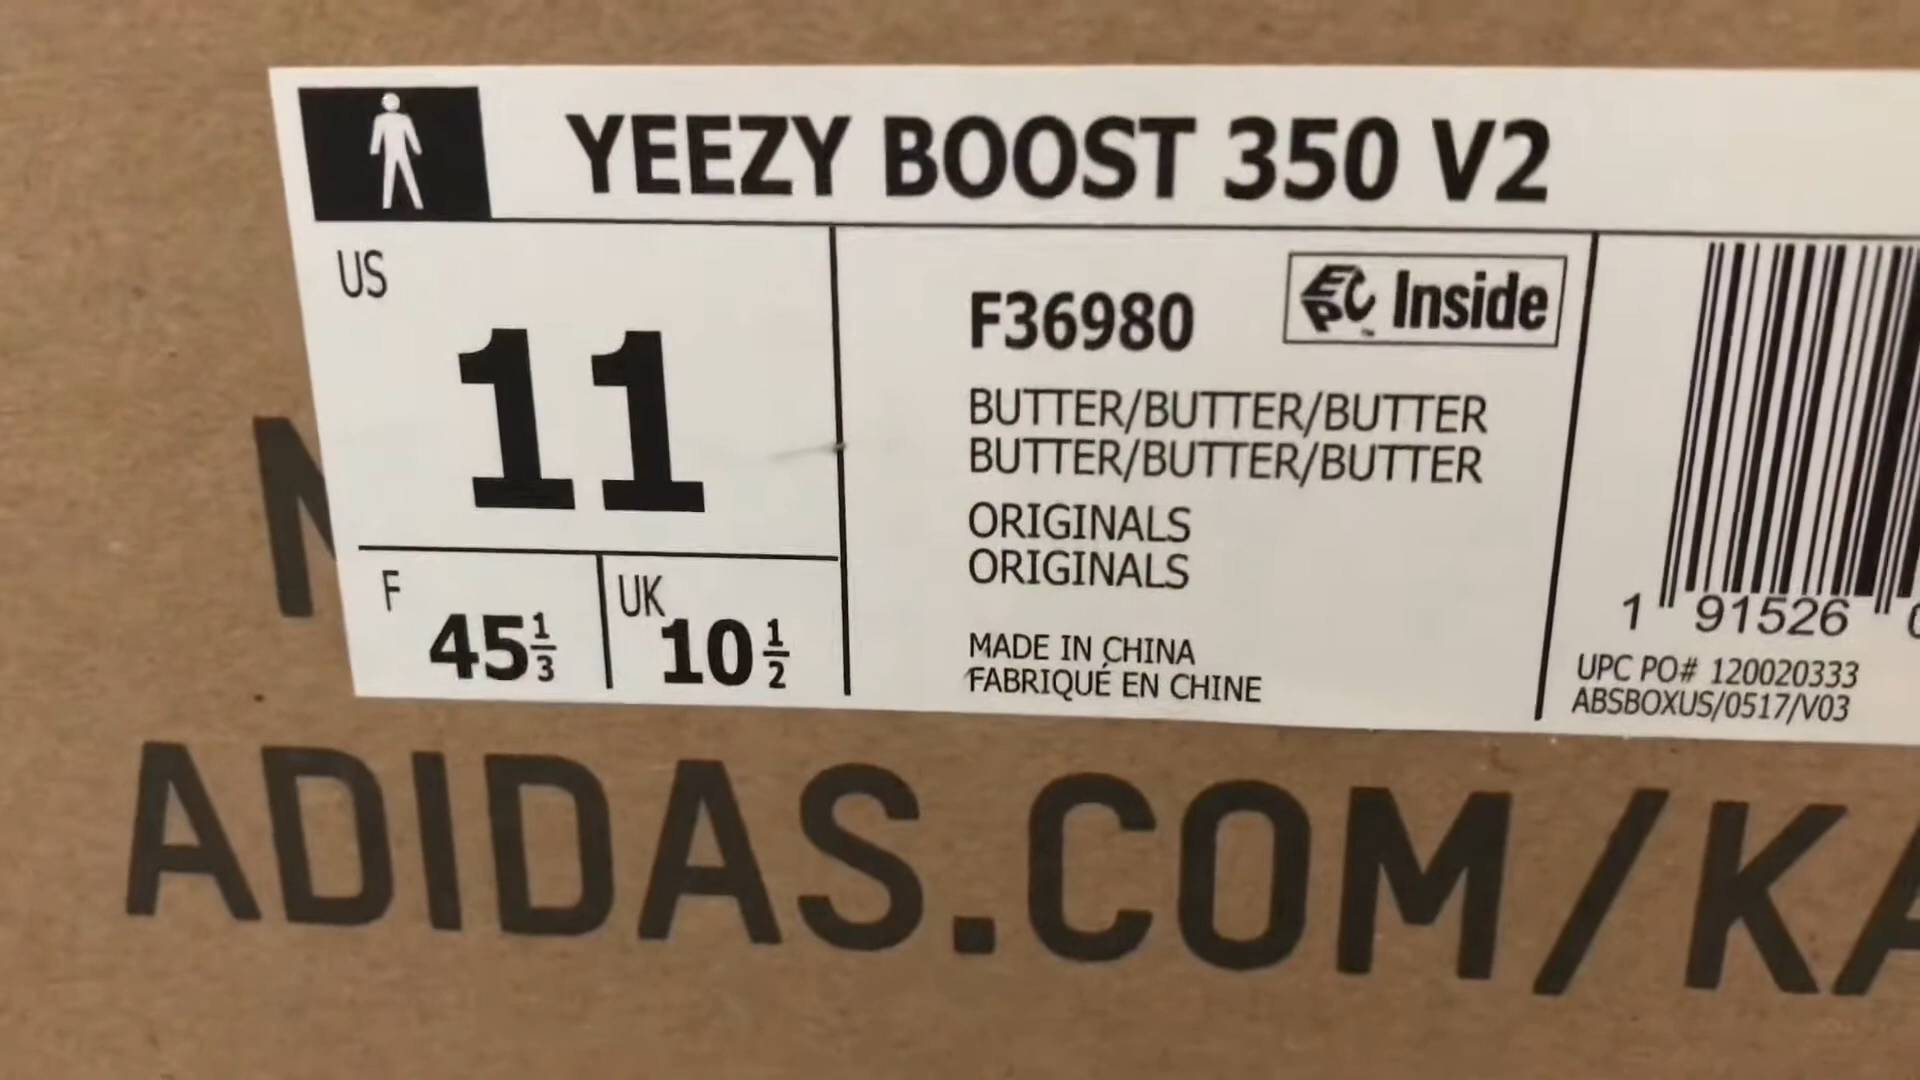 YEEZY BOOST 350 V2
US
11
F 45 1/3
UK 10 1/2
F36980
EPC Inside
™
BUTTER/BUTTER/BUTTER
BUTTER/BUTTER/BUTTER
ORIGINALS
ORIGINALS
MADE IN CHINA
FABRIQUÉ EN CHINE
1 91526
UPC PO# 120020333
ABSBOXUS/0517/V03
ADIDAS.COM/KA